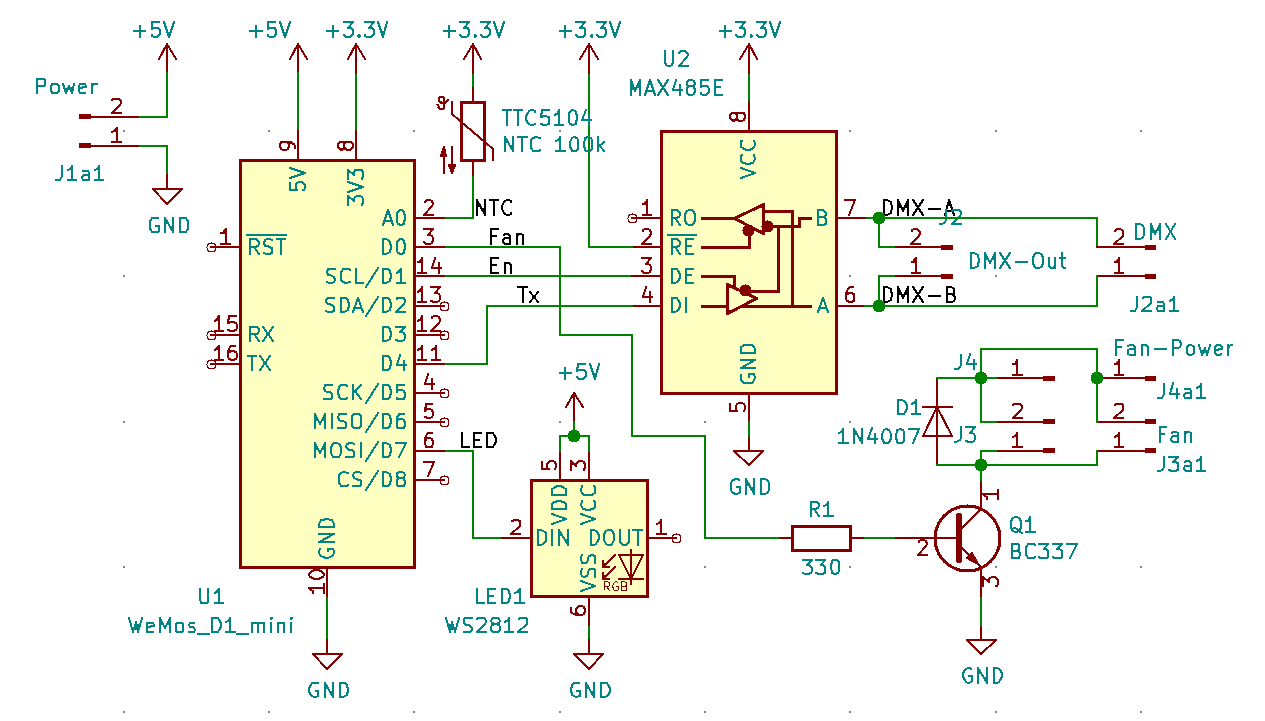 +5V
+5V
+3.3V
+3.3V
+3.3V
+3.3V
Power
2
1
J1a1
GND
U2
MAX485E
ϑ
TTC5104
NTC 100k
9
8
5V
3V3
A0
2
NTC
D0
3
Fan
1
RST
SCL/D1
14
En
SDA/D2
13
Tx
15
RX
D3
12
16
TX
D4
11
SCK/D5
4
MISO/D6
5
MOSI/D7
6
LED
CS/D8
7
GND
10
U1
WeMos_D1_mini
GND
8
VCC
1
RO
2
RE
3
DE
4
DI
B
7
A
6
GND
5
GND
DMX-A
J2
2
1
DMX-Out
DMX-B
2
DMX
1
J2a1
Fan-Power
J4
1
1
J4a1
D1
1N4007
J3
2
2
Fan
1
1
J3a1
+5V
5
3
VDD
VCC
2
DIN
DOUT
1
VSS
RGB
6
LED1
WS2812
GND
R1
330
1
2
3
Q1
BC337
GND